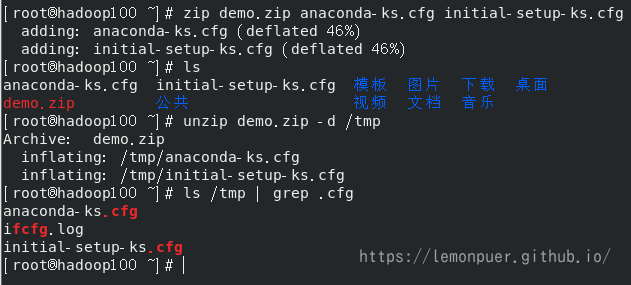 [root@hadoop100 ~]# zip demo.zip anaconda-ks.cfg initial-setup-ks.cfg
adding: anaconda-ks.cfg (deflated 46%)
adding: initial-setup-ks.cfg (deflated 46%)
[root@hadoop100 ~]# ls
anaconda-ks.cfg initial-setup-ks.cfg 模板 图片 下载 桌面
demo.zip 公共 视频 文档 音乐
[root@hadoop100 ~]# unzip demo.zip -d /tmp
Archive: demo.zip
inflating: /tmp/anaconda-ks.cfg
inflating: /tmp/initial-setup-ks.cfg
[root@hadoop100 ~]# ls /tmp | grep .cfg
anaconda-ks.cfg
ifcfg.log
initial-setup-ks.cfg
[root@hadoop100 ~]#
https://lemonpuer.github.io/